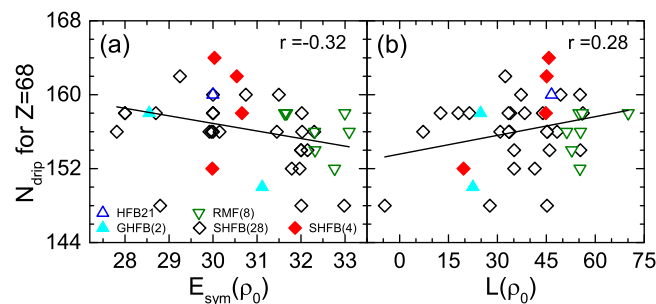 (a) r=-0.32
(b) r=0.28
N_drip for Z=68
168
160
152
144
HFB21 RMF(8)
GHFB(2) SHFB(28) SHFB(4)
28 29 30 31 32 33
0 15 30 45 60 75
E_sym(ρ_0)
L(ρ_0)